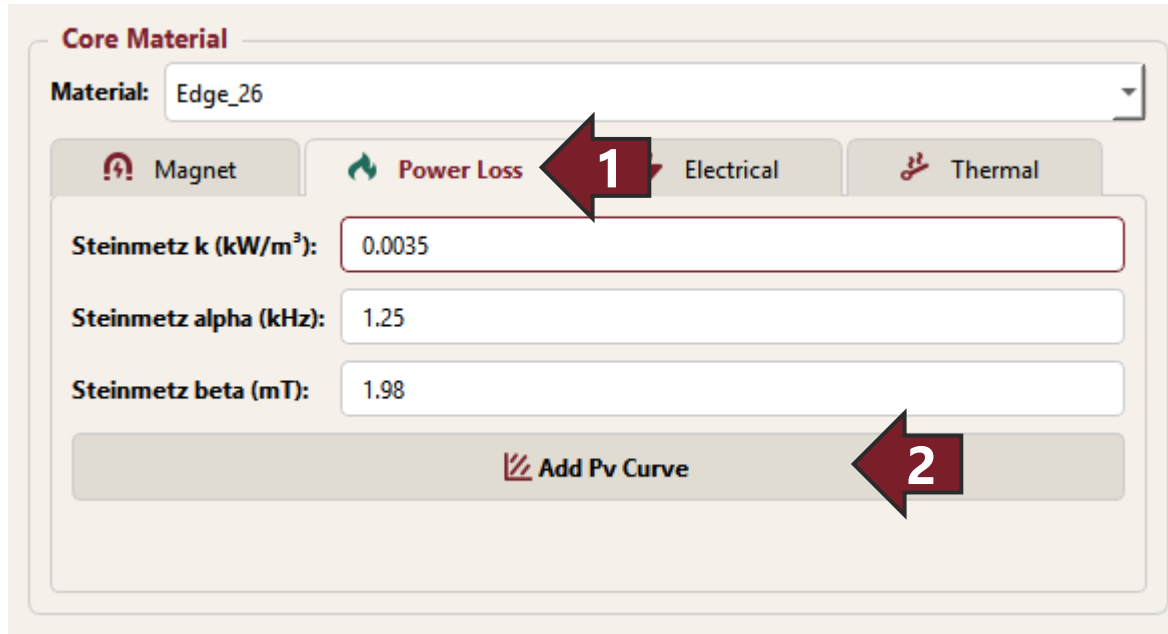 Core Material
Material: Edge_26
Magnet Power Loss 1 Electrical Thermal
Steinmetz k (kW/m³): 0.0035
Steinmetz alpha (kHz): 1.25
Steinmetz beta (mT): 1.98
Add Pv Curve 2